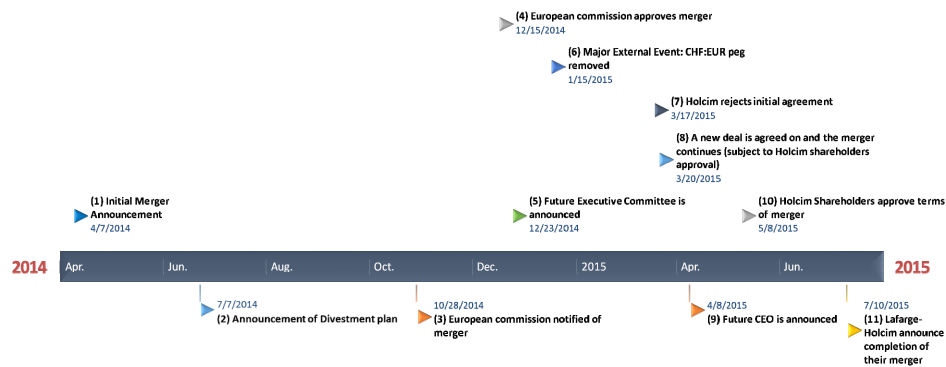 (4) European commission approves merger
12/15/2014
(6) Major External Event: CHF:EUR peg
removed
1/15/2015
(7) Holcim rejects initial agreement
3/17/2015
(8) A new deal is agreed on and the merger
continues (subject to Holcim shareholders
approval)
3/20/2015
(1) Initial Merger
Announcement
4/7/2014
(5) Future Executive Committee is
announced
12/23/2014
(10) Holcim Shareholders approve terms
of merger
5/8/2015
2014 Apr. Jun. Aug. Oct. Dec. 2015 Apr. Jun. 2015
7/7/2014
(2) Announcement of Divestment plan
10/28/2014
(3) European commission notified of
merger
4/8/2015
(9) Future CEO is announced
7/10/2015
(11) Lafarge-
Holcim announce
completion of
their merger